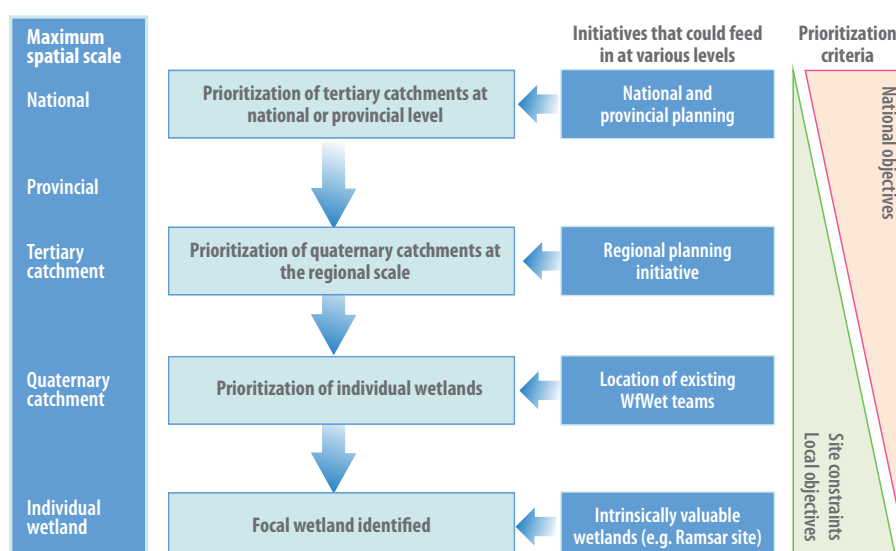 Maximum
spatial scale
National
Provincial
Tertiary
catchment
Quaternary
catchment
Individual
wetland
Prioritization of tertiary catchments at
national or provincial level
Prioritization of quaternary catchments at
the regional scale
Prioritization of individual wetlands
Focal wetland identified
Initiatives that could feed
in at various levels
National and
provincial planning
Regional planning
initiative
Location of existing
WfWet teams
Intrinsically valuable
wetlands (e.g. Ramsar site)
Prioritization
criteria
National objectives
Site constraints
Local objectives